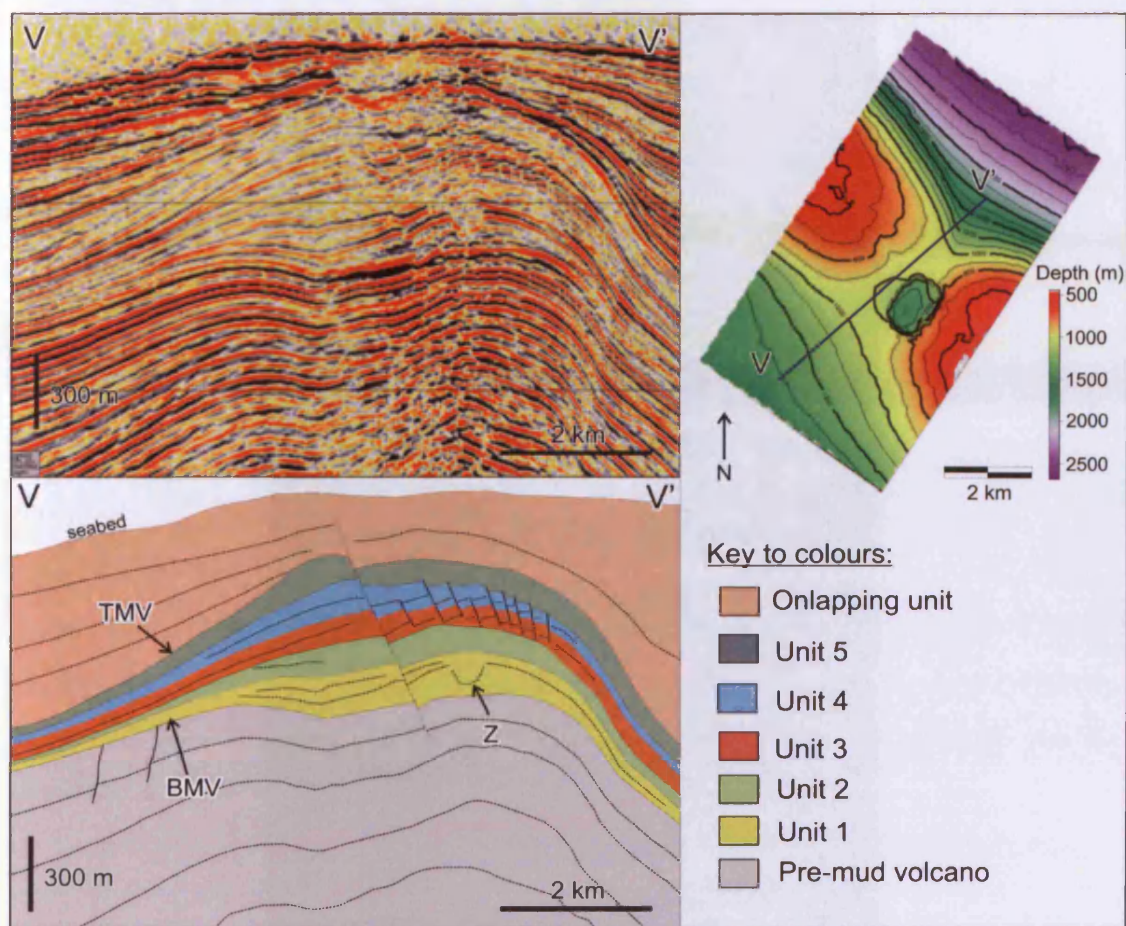 V
V'
300 m
2 km
V
V'
seabed
TMV
BMV
Z
300 m
2 km
V'
V
N
2 km
Depth (m)
500
1000
1500
2000
2500
Key to colours:
Onlapping unit
Unit 5
Unit 4
Unit 3
Unit 2
Unit 1
Pre-mud volcano